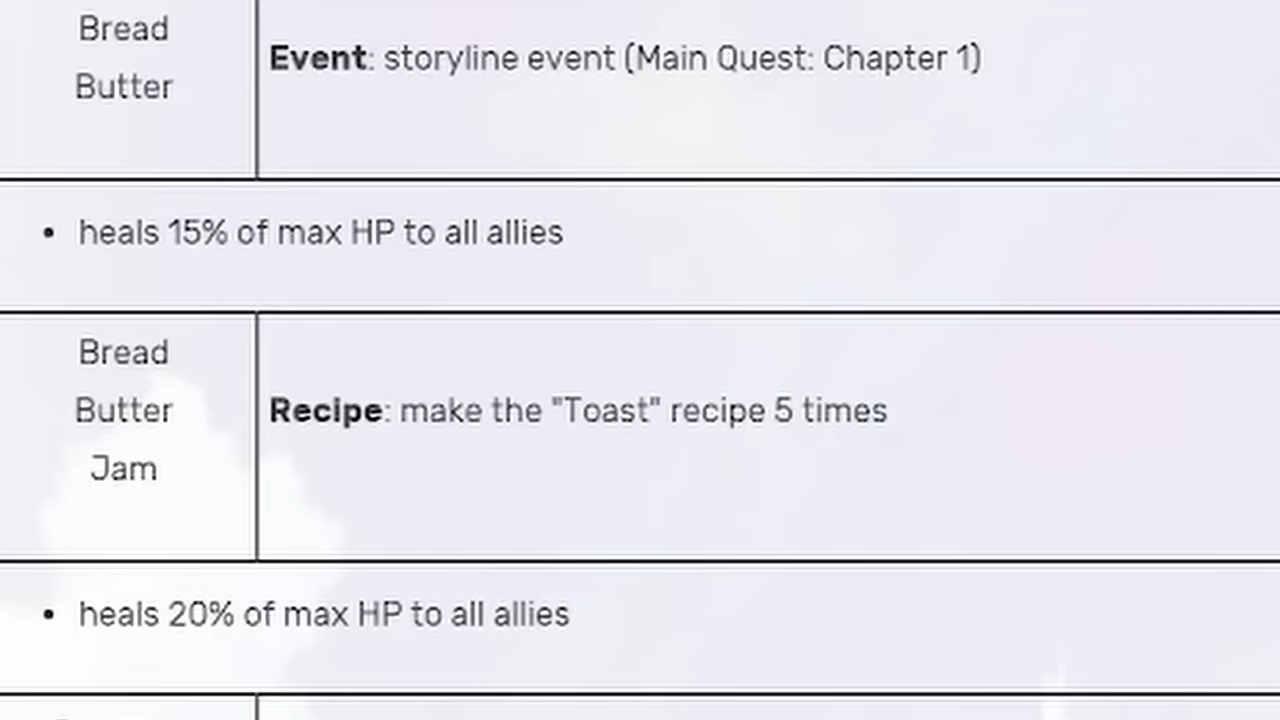 Bread
Butter
Event: storyline event (Main Quest: Chapter 1)
• heals 15% of max HP to all allies
Bread
Butter
Jam
Recipe: make the "Toast" recipe 5 times
• heals 20% of max HP to all allies